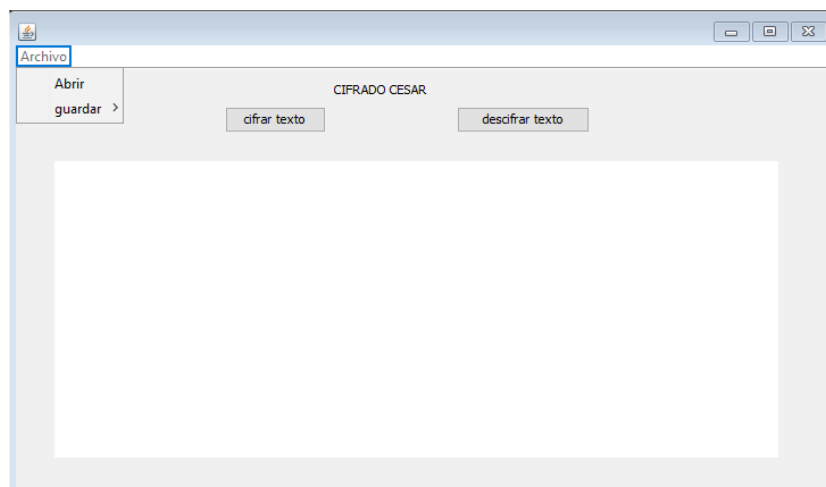 Archivo
Abrir
CIFRADO CESAR
guardar
cifrar texto
descifrar texto